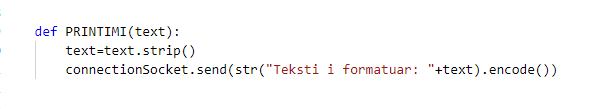 def PRINTIMI(text):
text=text.strip()
connectionSocket.send(str("Teksti i formatuar: "+text).encode())